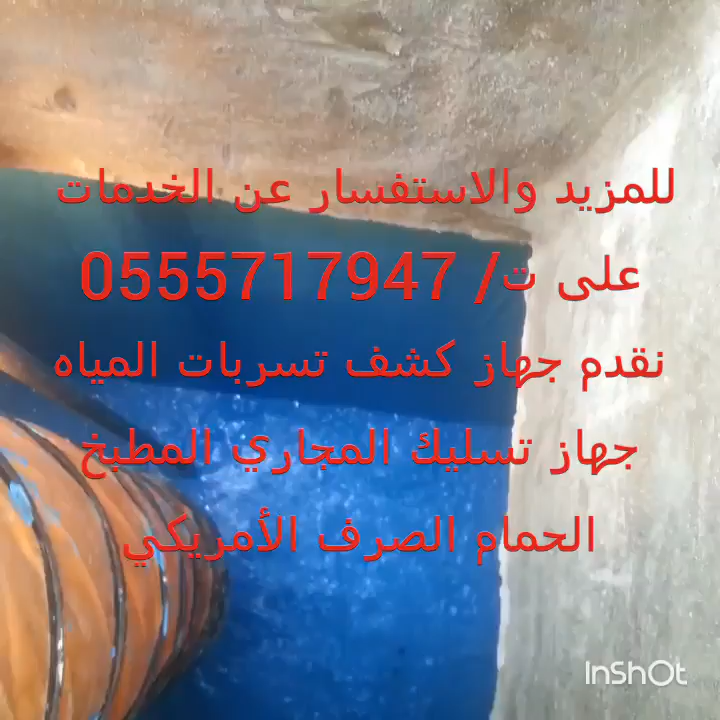 للمزيد والاستفسار عن الخدمات
على ت/ 0555717947
نقدم جهاز كشف تسربات المياه
جهاز تسليك المجاري المطبخ
الحمام الصرف الأمريكي
InShOt